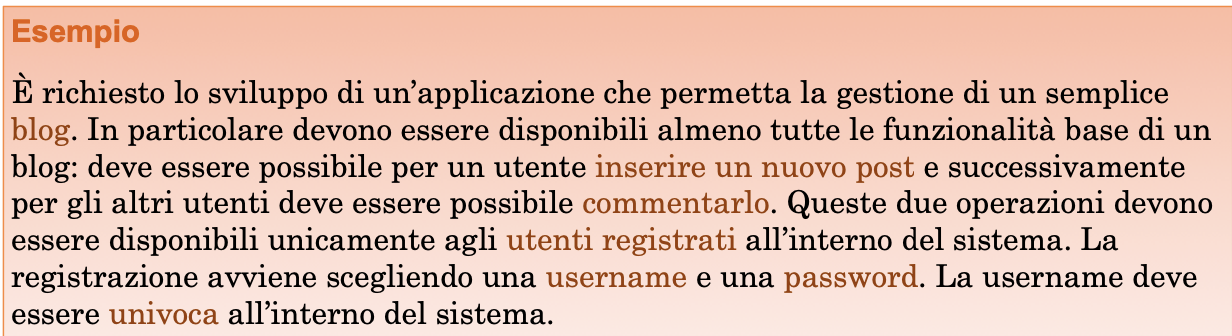 Esempio
È richiesto lo sviluppo di un’applicazione che permetta la gestione di un semplice
blog. In particolare devono essere disponibili almeno tutte le funzionalità base di un
blog: deve essere possibile per un utente inserire un nuovo post e successivamente
per gli altri utenti deve essere possibile commentarlo. Queste due operazioni devono
essere disponibili unicamente agli utenti registrati all’interno del sistema. La
registrazione avviene scegliendo una username e una password. La username deve
essere univoca all’interno del sistema.